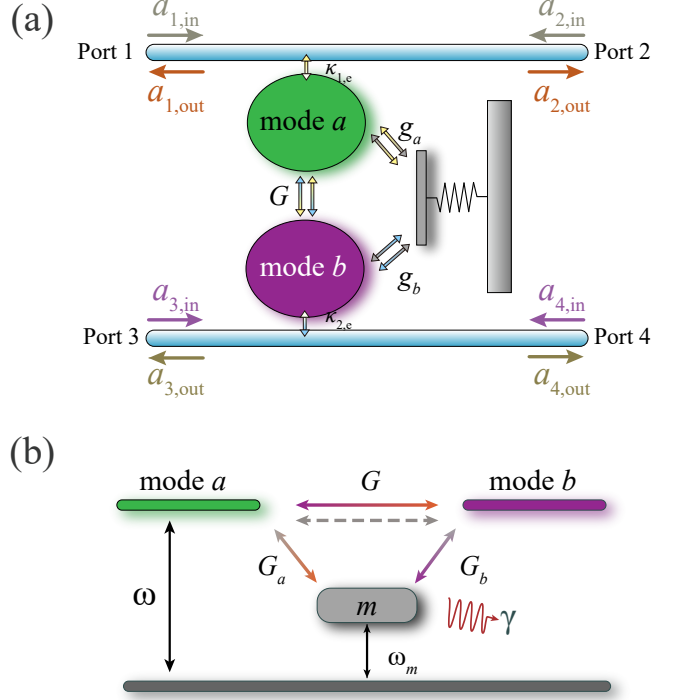 (a)
a1,in
a2,in
Port 1
Port 2
κ1,e
a1,out
a2,out
mode a
ga
G
mode b
gb
a3,in
a4,in
κ2,e
Port 3
Port 4
a3,out
a4,out
(b)
mode a
G
mode b
Ga
Gb
ω
m
γ
ωm